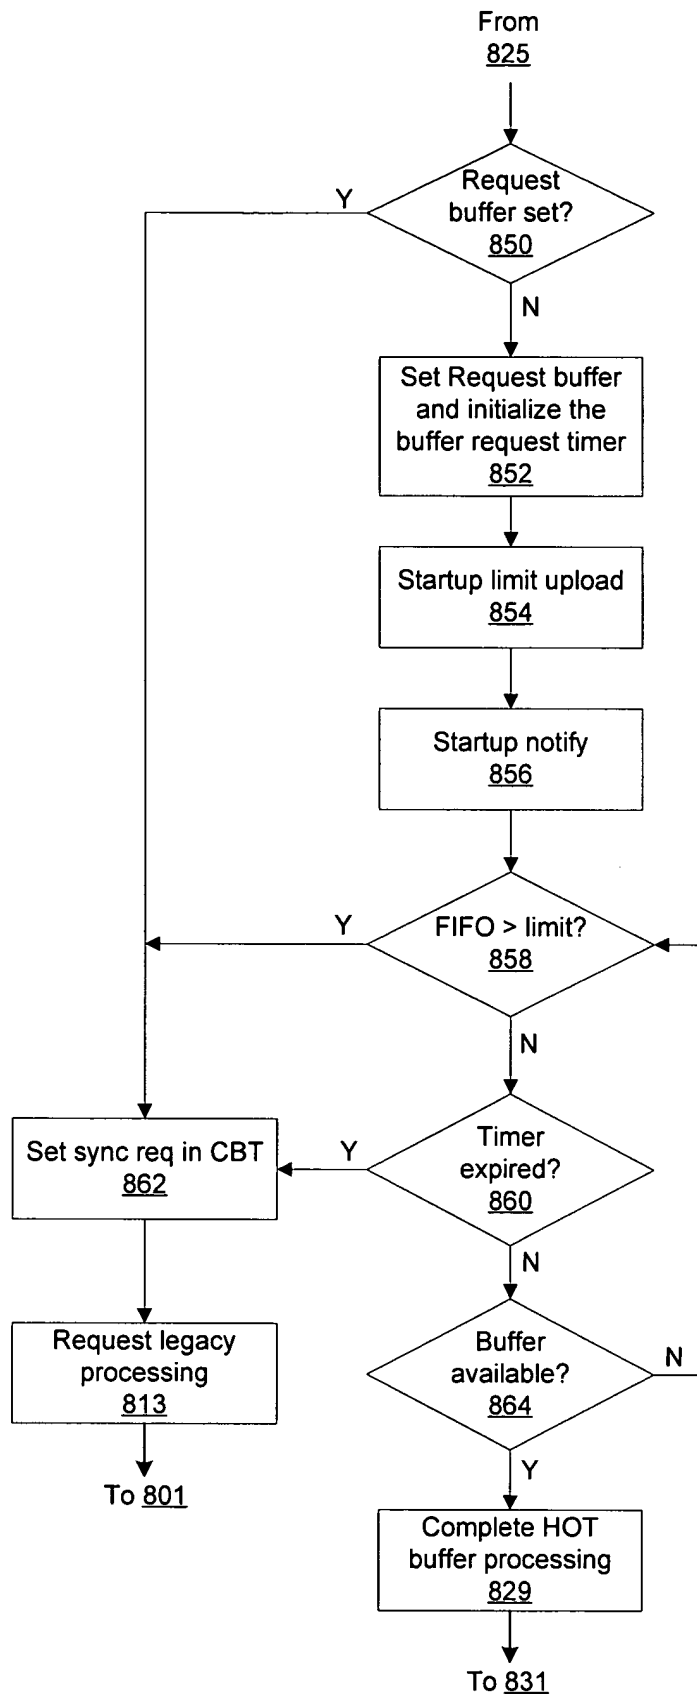 From
825
Request
buffer set?
850
Y
N
Set Request buffer
and initialize the
buffer request timer
852
Startup limit upload
854
Startup notify
856
FIFO > limit?
858
Y
N
Timer
expired?
860
Y
N
Set sync req in CBT
862
Request legacy
processing
813
To 801
Buffer
available?
864
N
Y
Complete HOT
buffer processing
829
To 831